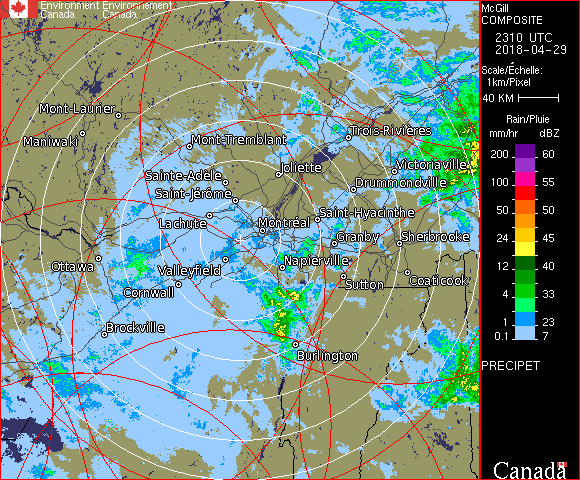 Environment Environnement
Canada Canada
McGill
COMPOSITE
2310 UTC
2018-04-29
Scale/Échelle:
1km/Pixel
40 KM
Rain/Pluie
mm/hr dBZ
200 60
100 55
50 50
24 45
12 40
4 33
1 23
0.1 7
PRECIPET
Canada
Mont-Laurier
Maniwaki
Mont-Tremblant
Trois-Rivières
Joliette
Victoriaville
Sainte-Adèle
Saint-Jérôme
Drummondville
Lachute
Montréal
Saint-Hyacinthe
Granby
Sherbrooke
Ottawa
Valleyfield
Napierville
Cornwall
Sutton
Coaticook
Brockville
Burlington